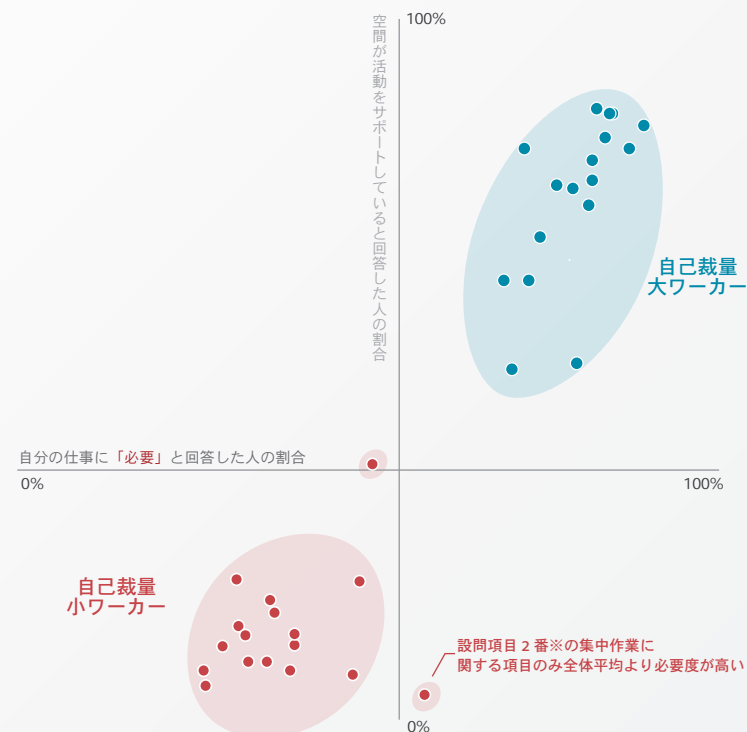 100%
空間が活動をサポートしていると回答した人の割合
自己裁量
大ワーカー
自分の仕事に「必要」と回答した人の割合
0%
100%
自己裁量
小ワーカー
設問項目 2 番※の集中作業に
関する項目のみ全体平均より必要度が高い
0%